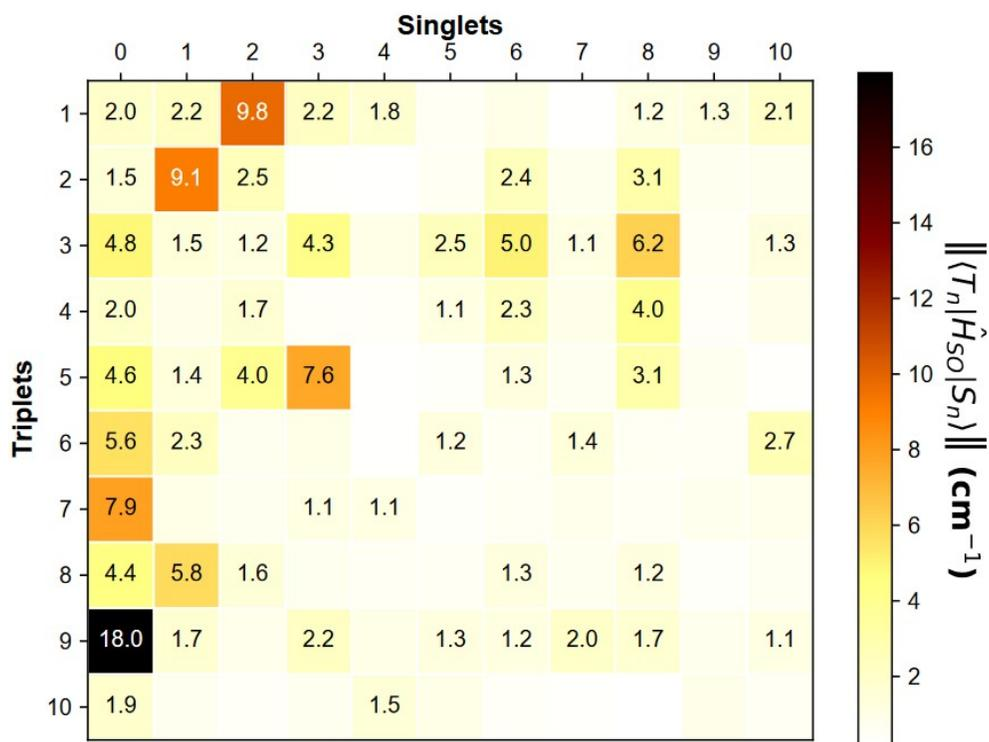 Singlets
0 1 2 3 4 5 6 7 8 9 10
1 2.0 2.2 9.8 2.2 1.8 1.2 1.3 2.1
2 1.5 9.1 2.5 2.4 3.1
3 4.8 1.5 1.2 4.3 2.5 5.0 1.1 6.2 1.3
4 2.0 1.7 1.1 2.3 4.0
5 4.6 1.4 4.0 7.6 1.3 3.1
6 5.6 2.3 1.2 1.4 2.7
7 7.9 1.1 1.1
8 4.4 5.8 1.6 1.3 1.2
9 18.0 1.7 2.2 1.3 1.2 2.0 1.7 1.1
10 1.9 1.5
Triplets
16
14
12
10
8
6
4
2
‖⟨Tₙ|Ĥ_SO|Sₙ⟩‖ (cm⁻¹)